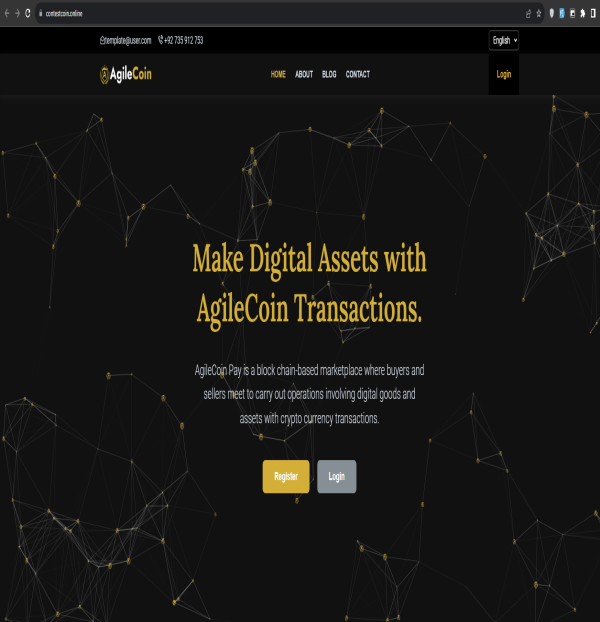 contestcoin.online
template@user.com +92 735 912 753
English
AgileCoin
HOME ABOUT BLOG CONTACT
Login
Make Digital Assets with
AgileCoin Transactions.
AgileCoin Pay is a block chain-based marketplace where buyers and
sellers meet to carry out operations involving digital goods and
assets with crypto currency transactions.
Register Login